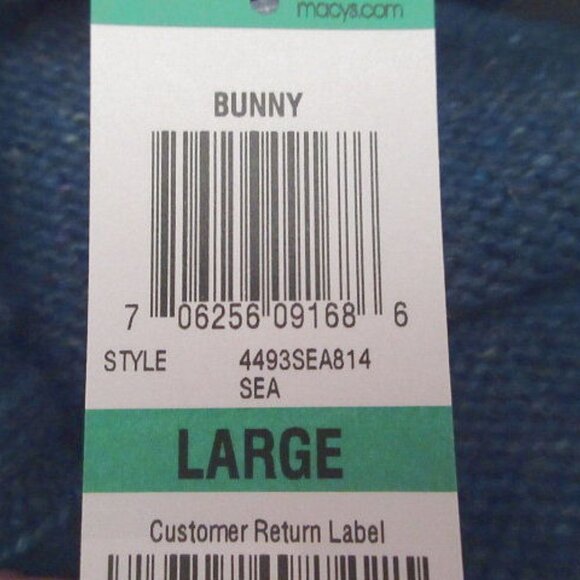 macys.com
BUNNY
7 06256 09168 6
STYLE 4493SEA814
SEA
LARGE
Customer Return Label